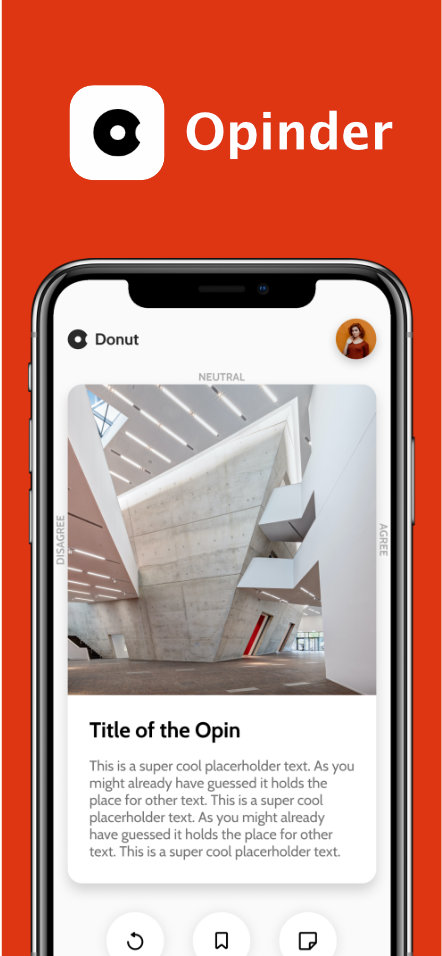 Opinder
Donut
NEUTRAL
DISAGREE
AGREE
Title of the Opin
This is a super cool placerholder text. As you
might already have guessed it holds the
place for other text. This is a super cool
placerholder text. As you might already
have guessed it holds the place for other
text. This is a super cool placerholder text.